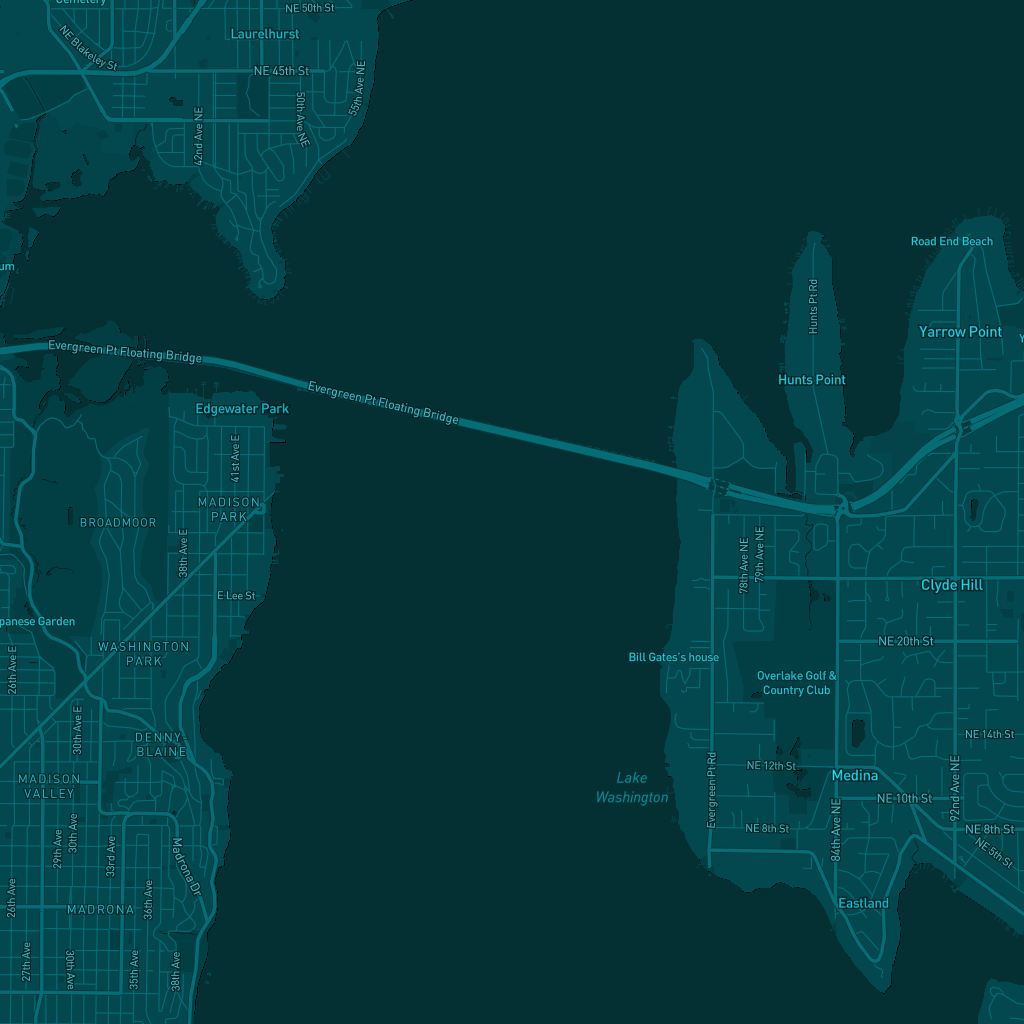 Cemetery
NE 50th St
NE Blakeley St
Laurelhurst
NE 45th St
55th Ave NE
50th Ave NE
42nd Ave NE
Road End Beach
um
Hunts Pt Rd
Yarrow Point
Y
Evergreen Pt Floating Bridge
Hunts Point
Evergreen Pt Floating Bridge
Edgewater Park
41st Ave E
MADISON
PARK
BROADMOOR
38th Ave E
78th Ave NE
79th Ave NE
Clyde Hill
E Lee St
panese Garden
NE 20th St
WASHINGTON
PARK
Bill Gates's house
26th Ave E
Overlake Golf &
Country Club
30th Ave E
DENNY
BLAINE
NE 14th St
NE 12th St
Medina
Lake
Washington
MADISON
VALLEY
Evergreen Pt Rd
92nd Ave NE
NE 10th St
NE 8th St
NE 8th St
84th Ave NE
NE 5th St
29th Ave
30th Ave
33rd Ave
Madrona Dr
26th Ave
36th Ave
MADRONA
Eastland
27th Ave
30th Ave
35th Ave
38th Ave